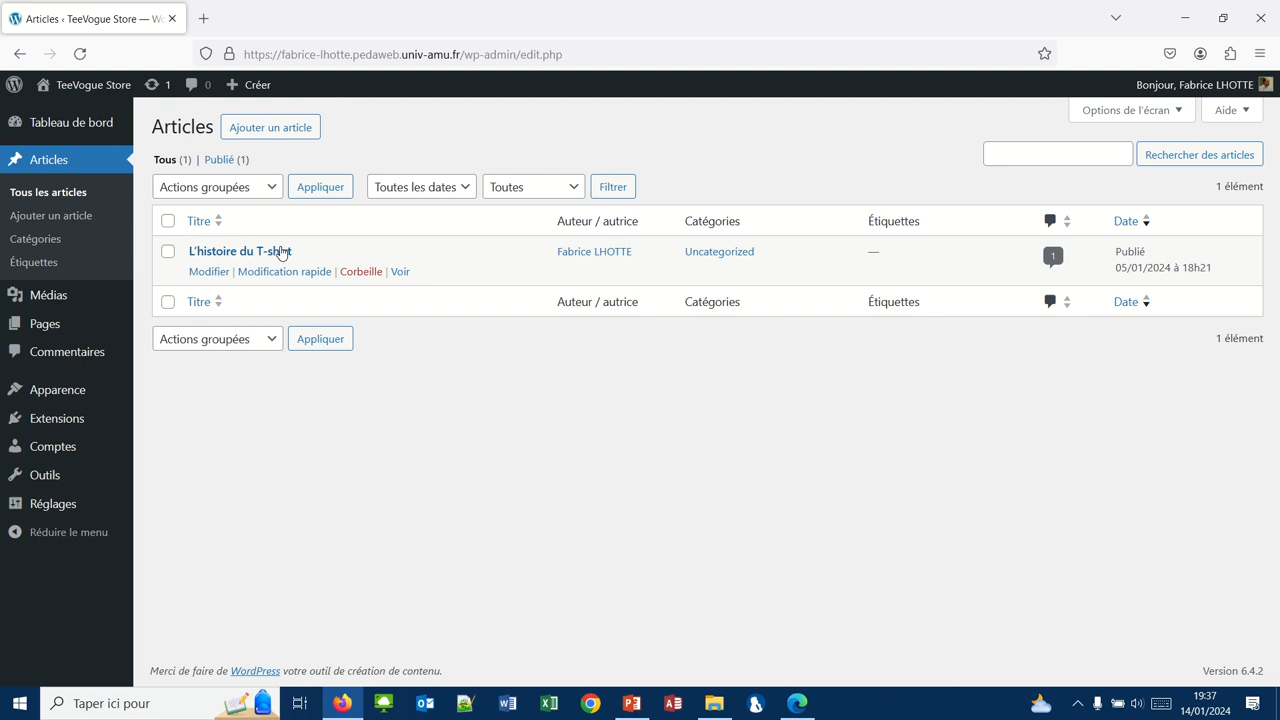 Articles ‹ TeeVogue Store — Wo
https://fabrice-lhotte.pedaweb.univ-amu.fr/wp-admin/edit.php
TeeVogue Store 1 0 Créer Bonjour, Fabrice LHOTTE
Options de l'écran Aide
Tableau de bord
Articles
Tous les articles
Ajouter un article
Catégories
Étiquettes
Médias
Pages
Commentaires
Apparence
Extensions
Comptes
Outils
Réglages
Réduire le menu
Articles Ajouter un article
Tous (1) | Publié (1)
Rechercher des articles
Actions groupées Appliquer Toutes les dates Toutes Filtrer 1 élément
Titre Auteur / autrice Catégories Étiquettes Date
L'histoire du T-shirt Fabrice LHOTTE Uncategorized — 1 Publié
05/01/2024 à 18h21
Modifier | Modification rapide | Corbeille | Voir
Titre Auteur / autrice Catégories Étiquettes Date
Actions groupées Appliquer 1 élément
Merci de faire de WordPress votre outil de création de contenu. Version 6.4.2
Taper ici pour
19:37
14/01/2024